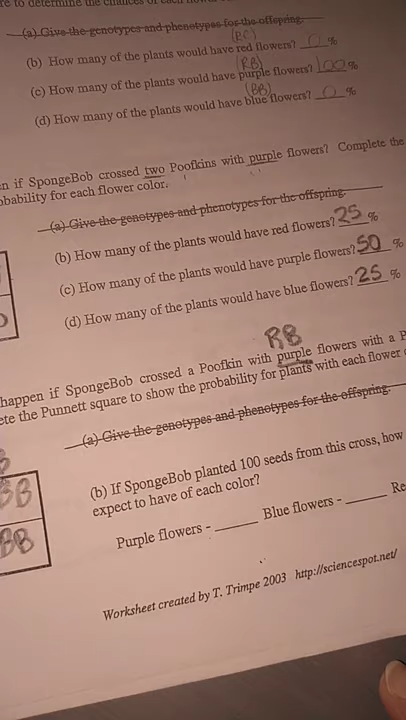 re to determine the chances of each
(a) Give the genotypes and phenotypes for the offspring.
(b) How many of the plants would have red flowers? 0 %
(RB)
(c) How many of the plants would have purple flowers? 100 %
(BB)
(d) How many of the plants would have blue flowers? 0 %
n if SpongeBob crossed two Poofkins with purple flowers? Complete the
bability for each flower color.
(a) Give the genotypes and phenotypes for the offspring.
(b) How many of the plants would have red flowers? 25 %
(c) How many of the plants would have purple flowers? 50 %
(d) How many of the plants would have blue flowers? 25 %
RB
happen if SpongeBob crossed a Poofkin with purple flowers with a P
ete the Punnett square to show the probability for plants with each flower
(a) Give the genotypes and phenotypes for the offspring.
B
BB
(b) If SpongeBob planted 100 seeds from this cross, how
expect to have of each color?
BB
Purple flowers - ____ Blue flowers - ____ Re
Worksheet created by T. Trimpe 2003 http://sciencespot.net/